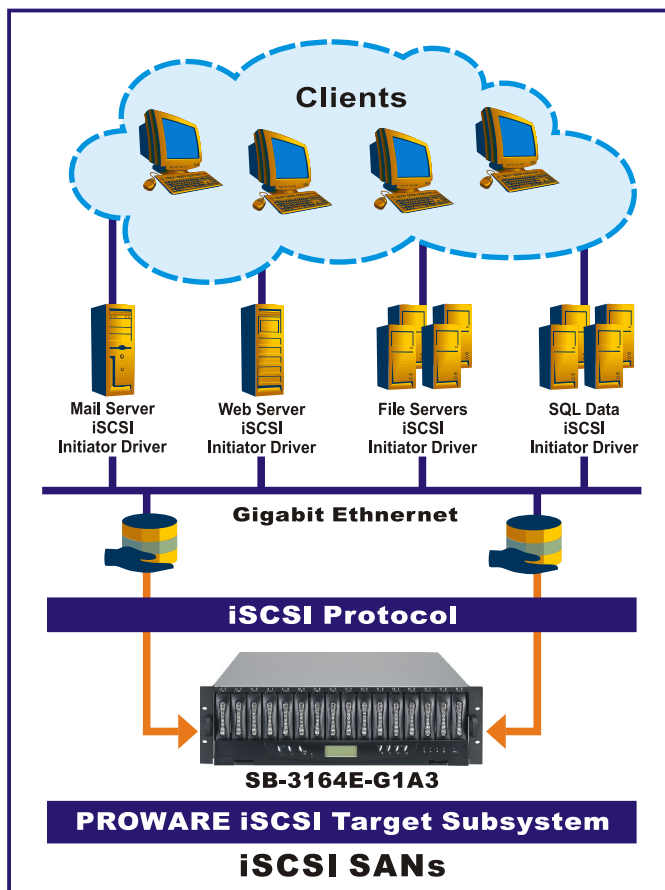 Clients
Mail Server
iSCSI
Initiator Driver
Web Server
iSCSI
Initiator Driver
File Servers
iSCSI
Initiator Driver
SQL Data
iSCSI
Initiator Driver
Gigabit Ethnernet
iSCSI Protocol
SB-3164E-G1A3
PROWARE iSCSI Target Subsystem
iSCSI SANs